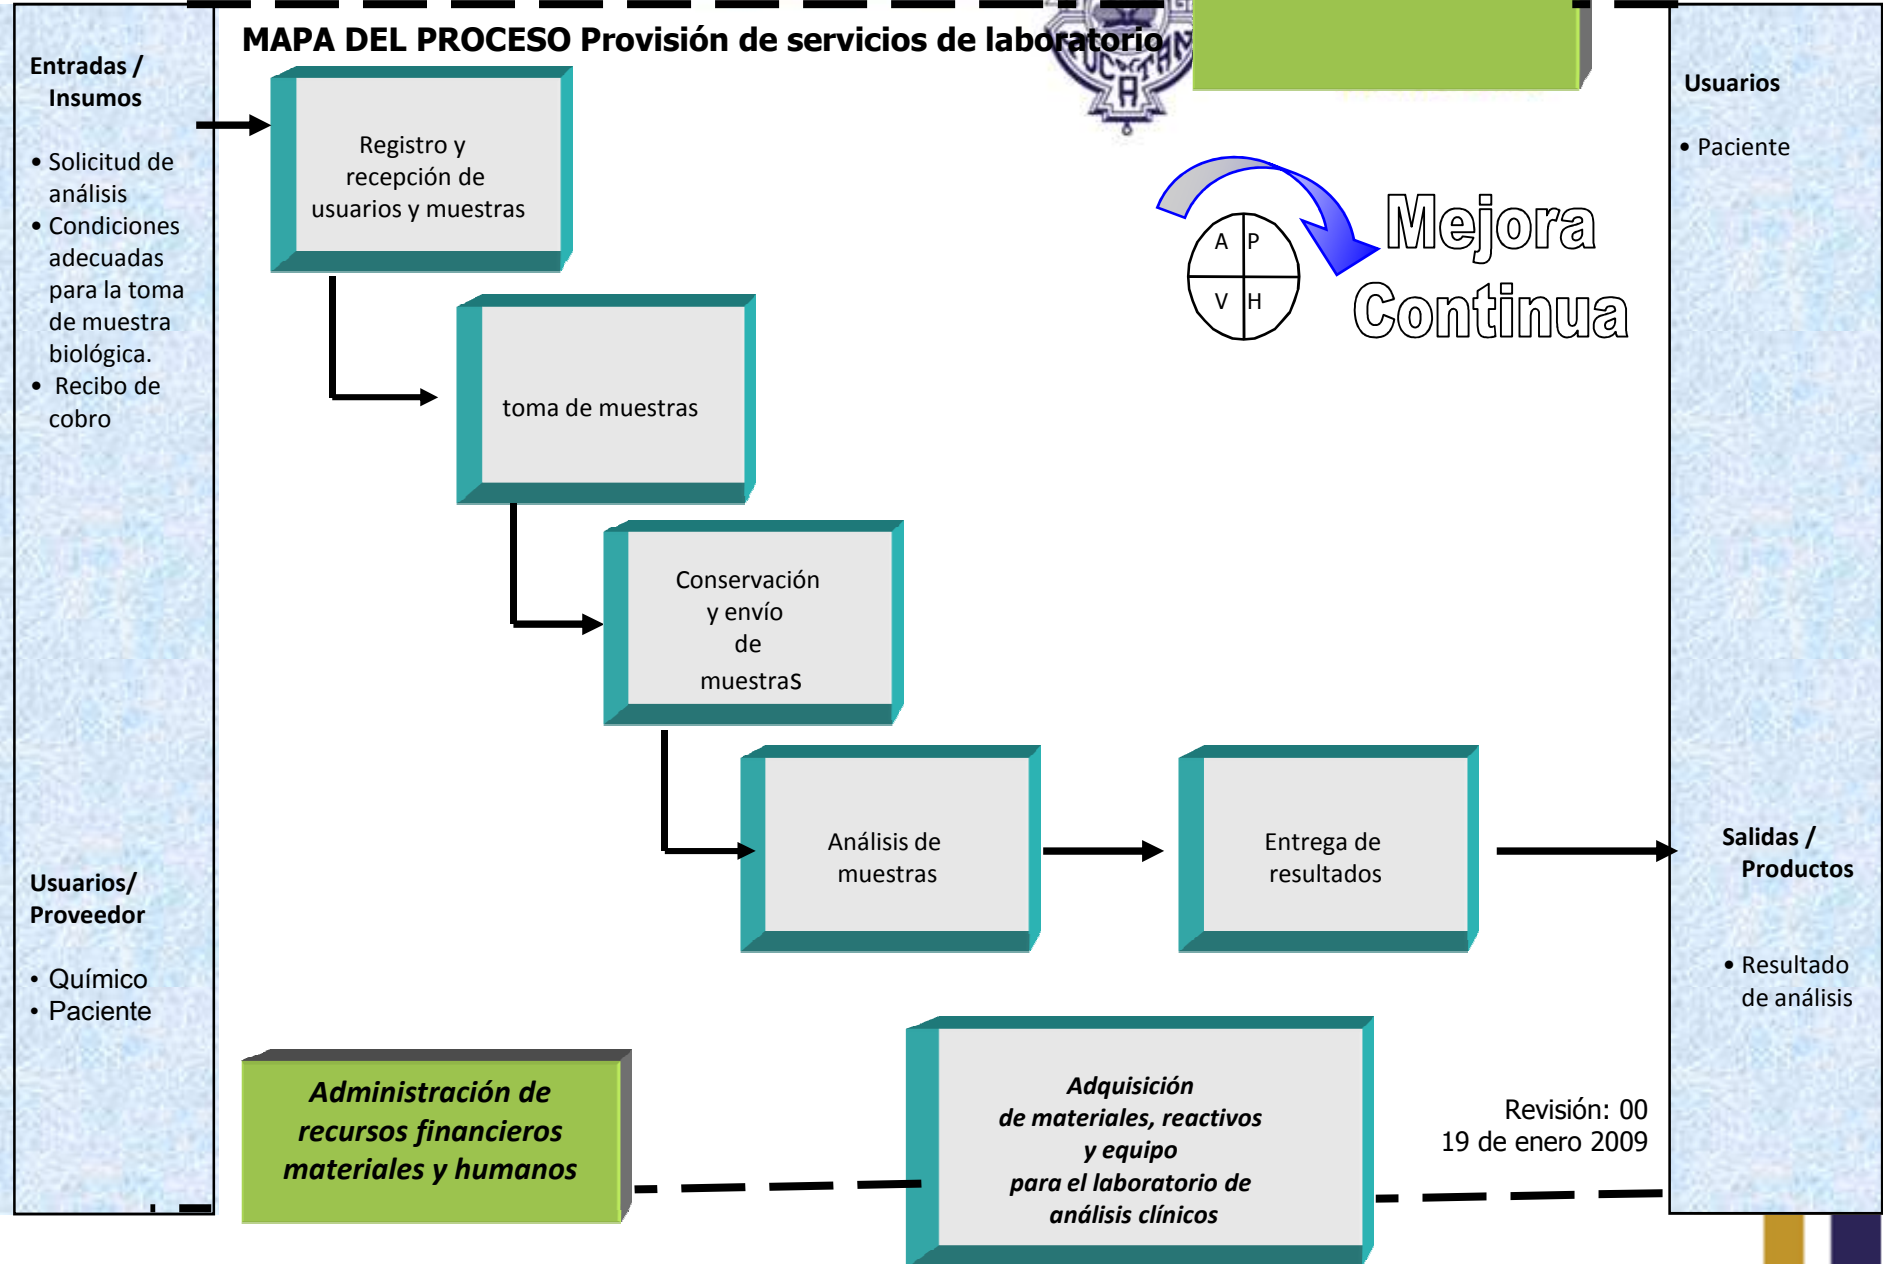 MAPA DEL PROCESO Provisión de servicios de laboratorio
Entradas /
Insumos
• Solicitud de
análisis
• Condiciones
adecuadas
para la toma
de muestra
biológica.
• Recibo de
cobro
Usuarios/
Proveedor
• Químico
• Paciente
Registro y
recepción de
usuarios y muestras
toma de muestras
Conservación
y envío
de
muestras
Análisis de
muestras
Entrega de
resultados
A P
V H
Mejora
Continua
Usuarios
• Paciente
Salidas /
Productos
• Resultado
de análisis
Administración de
recursos financieros
materiales y humanos
Adquisición
de materiales, reactivos
y equipo
para el laboratorio de
análisis clínicos
Revisión: 00
19 de enero 2009